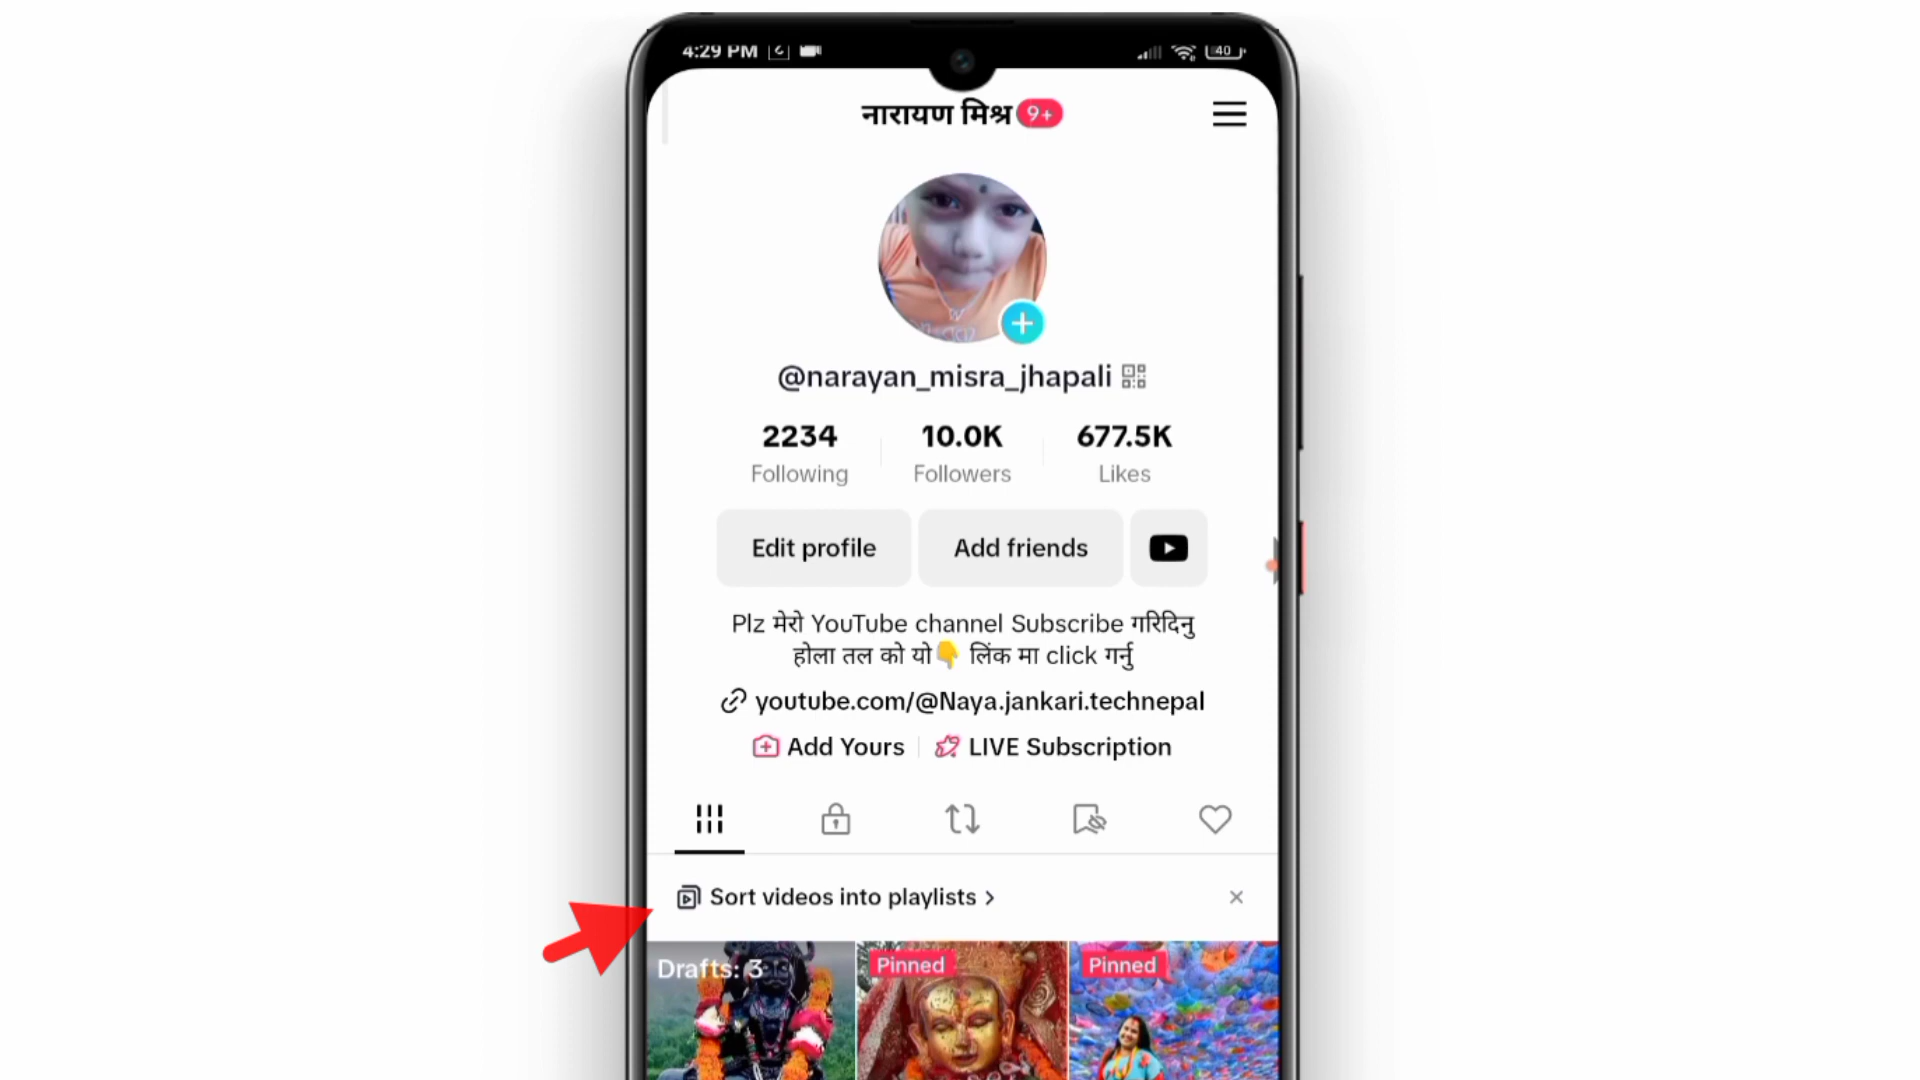 4:29 PM
40
नारायण मिश्र 9+
@narayan_misra_jhapali
2234 10.0K 677.5K
Following Followers Likes
Edit profile Add friends
Plz मेरो YouTube channel Subscribe गरिदिनु
होला तल को यो👇 लिंक मा click गर्नु
youtube.com/@Naya.jankari.technepal
Add Yours LIVE Subscription
Sort videos into playlists >
Drafts: 3 Pinned Pinned